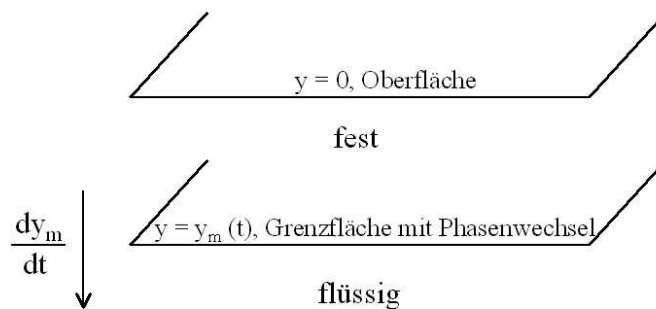 y = 0, Oberfläche
fest
dy_m
dt
y = y_m (t), Grenzfläche mit Phasenwechsel
flüssig